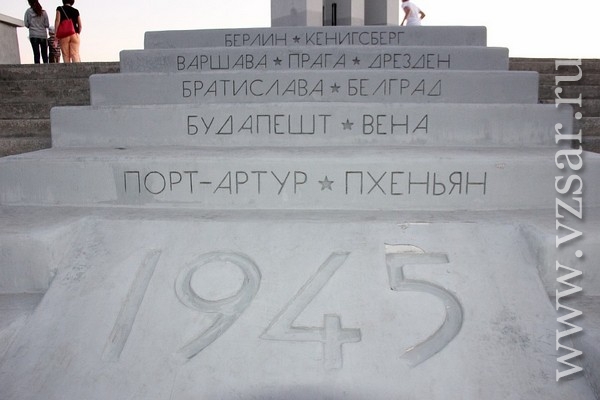 БЕРЛИН ★ КЕНИГСБЕРГ
ВАРШАВА ★ ПРАГА ★ ДРЕЗДЕН
БРАТИСЛАВА ★ БЕЛГРАД
БУДАПЕШТ ★ ВЕНА
ПОРТ-АРТУР ★ ПХЕНЬЯН
1945
www.vzsar.ru